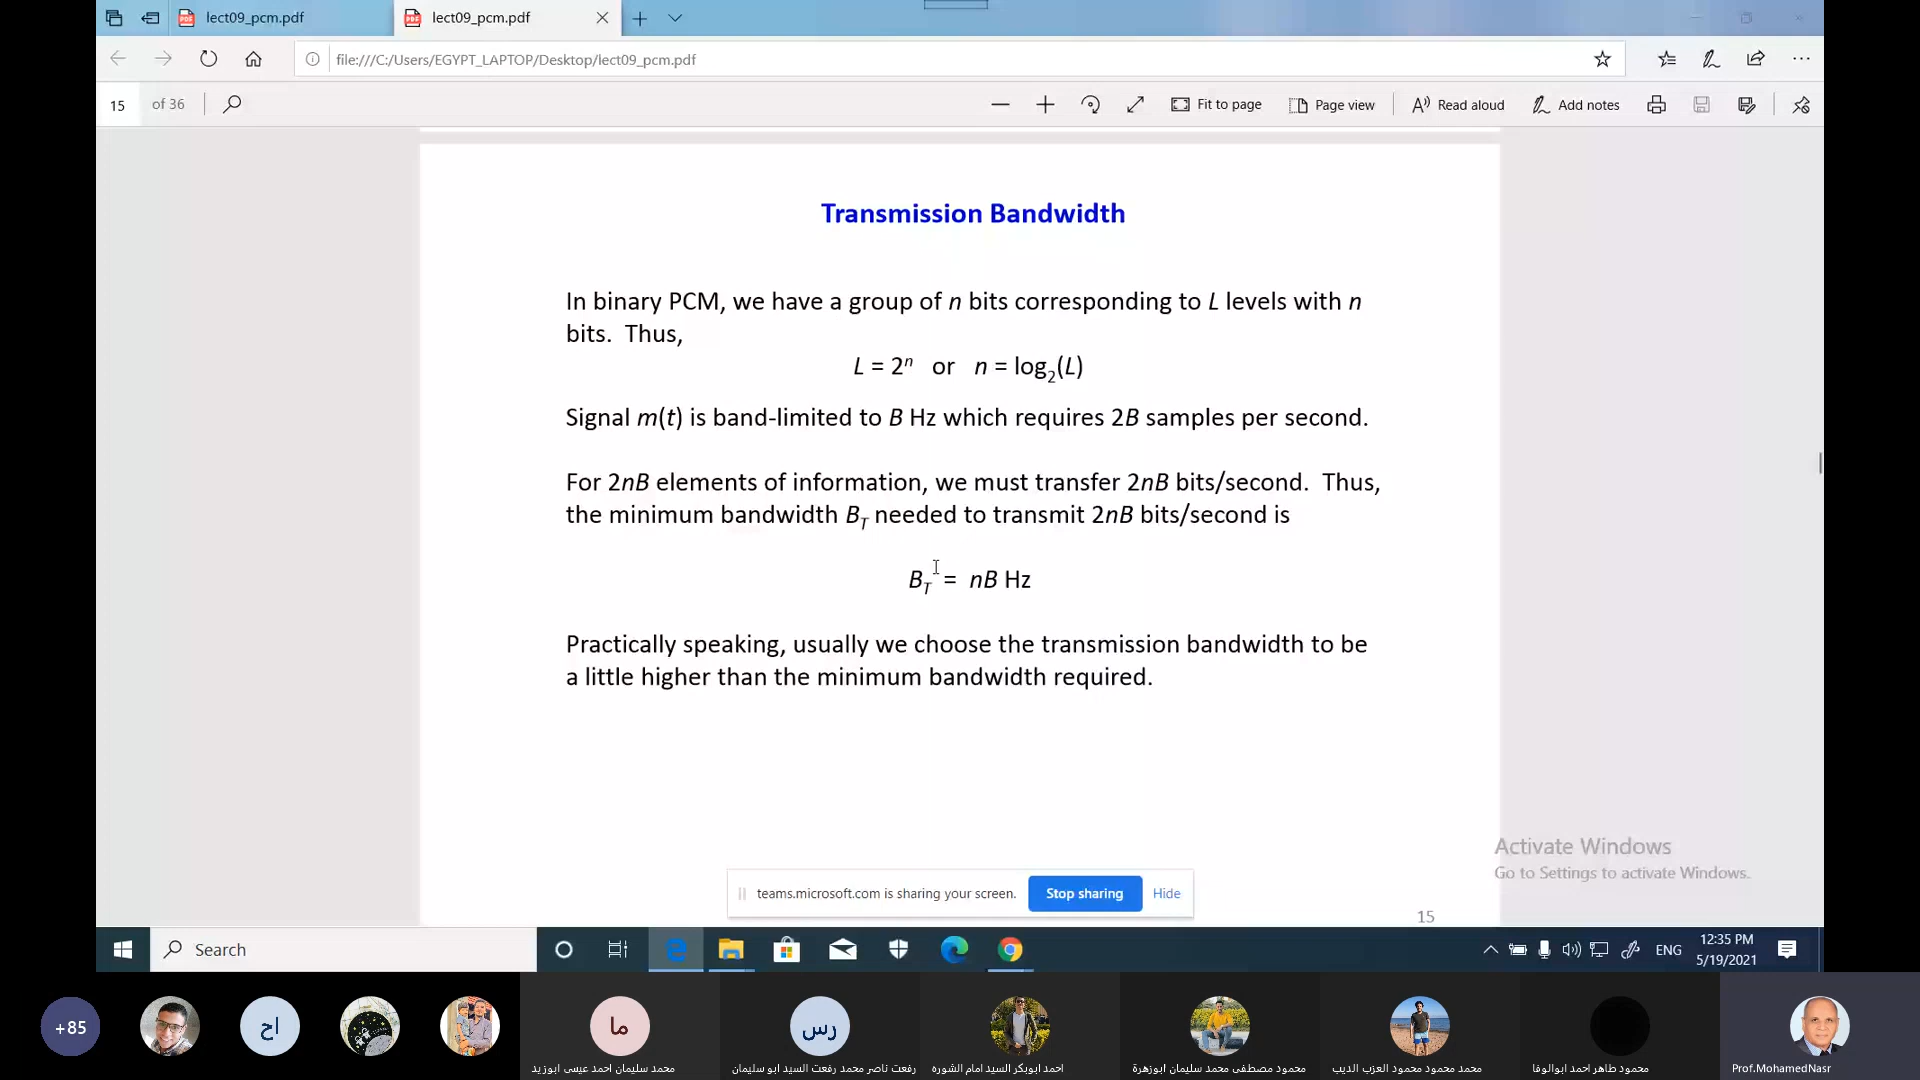 lect09_pcm.pdf
lect09_pcm.pdf
file:///C:/Users/EGYPT_LAPTOP/Desktop/lect09_pcm.pdf
15 of 36
Fit to page
Page view
Read aloud
Add notes
Transmission Bandwidth
In binary PCM, we have a group of n bits corresponding to L levels with n
bits. Thus,
L = 2ⁿ or n = log₂(L)
Signal m(t) is band-limited to B Hz which requires 2B samples per second.
For 2nB elements of information, we must transfer 2nB bits/second. Thus,
the minimum bandwidth B_T needed to transmit 2nB bits/second is
B_T = nB Hz
Practically speaking, usually we choose the transmission bandwidth to be
a little higher than the minimum bandwidth required.
Activate Windows
Go to Settings to activate Windows.
teams.microsoft.com is sharing your screen.
Stop sharing
Hide
15
Search
ENG
12:35 PM
5/19/2021
+85
اح
ما
رس
محمد سليمان احمد عيسى ابوزيد
رفعت ناصر محمد رفعت السيد ابو سليمان
احمد ابوبكر السيد امام الشوره
محمود مصطفى محمد سليمان ابوزهرة
محمد محمود محمود العزب الديب
محمود طاهر احمد ابوالوفا
Prof.MohamedNasr